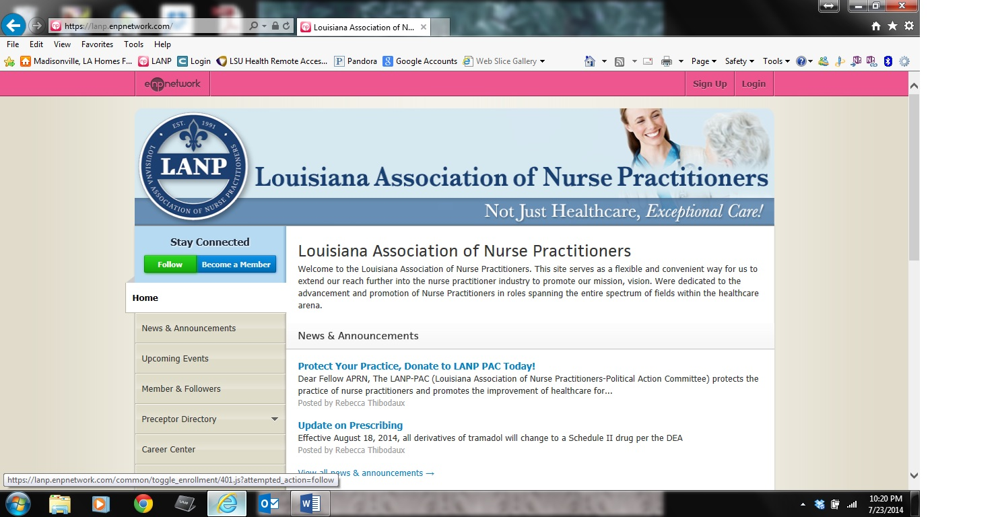 https://lanp.enpnetwork.com/
Louisiana Association of N...
File Edit View Favorites Tools Help
Madisonville, LA Homes F... LANP Login LSU Health Remote Acces... Pandora Google Accounts Web Slice Gallery Page Safety Tools
enpnetwork Sign Up Login
EST. 1991
LANP
LOUISIANA ASSOCIATION OF NURSE PRACTITIONERS
Louisiana Association of Nurse Practitioners
Not Just Healthcare, Exceptional Care!
Stay Connected
Follow Become a Member
Home
News & Announcements
Upcoming Events
Member & Followers
Preceptor Directory
Career Center
Louisiana Association of Nurse Practitioners
Welcome to the Louisiana Association of Nurse Practitioners. This site serves as a flexible and convenient way for us to
extend our reach further into the nurse practitioner industry to promote our mission, vision. Were dedicated to the
advancement and promotion of Nurse Practitioners in roles spanning the entire spectrum of fields within the healthcare
arena.
News & Announcements
Protect Your Practice, Donate to LANP PAC Today!
Dear Fellow APRN, The LANP-PAC (Louisiana Association of Nurse Practitioners-Political Action Committee) protects the
practice of nurse practitioners and promotes the improvement of healthcare for...
Posted by Rebecca Thibodaux
Update on Prescribing
Effective August 18, 2014, all derivatives of tramadol will change to a Schedule II drug per the DEA
Posted by Rebecca Thibodaux
View all news & announcements →
https://lanp.enpnetwork.com/common/toggle_enrollment/401.js?attempted_action=follow
10:20 PM
7/23/2014